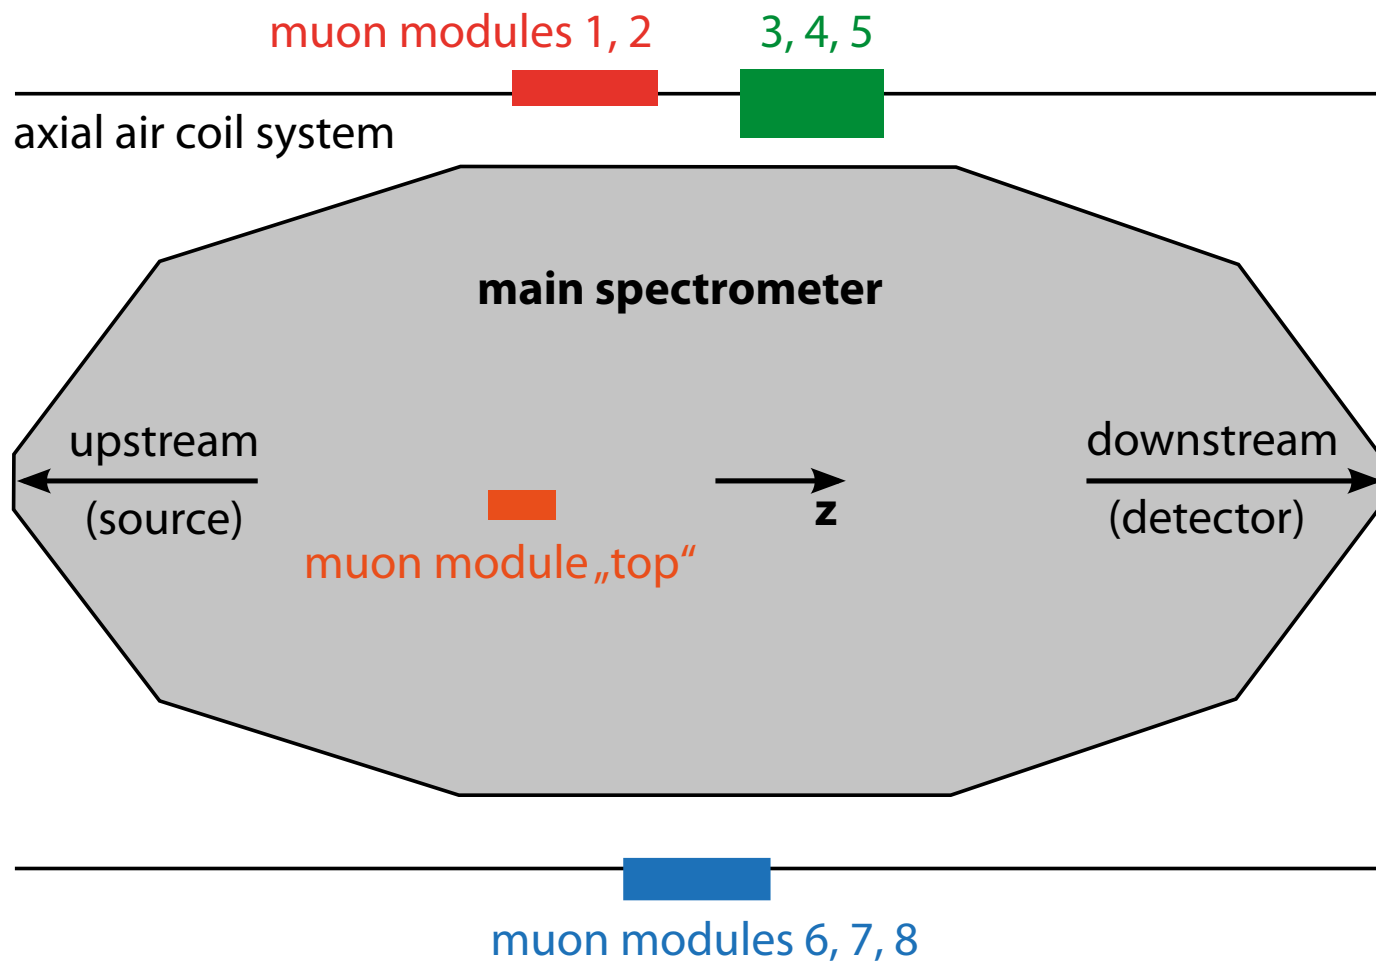 muon modules 1, 2
3, 4, 5
axial air coil system
main spectrometer
upstream
(source)
z
downstream
(detector)
muon module „top“
muon modules 6, 7, 8